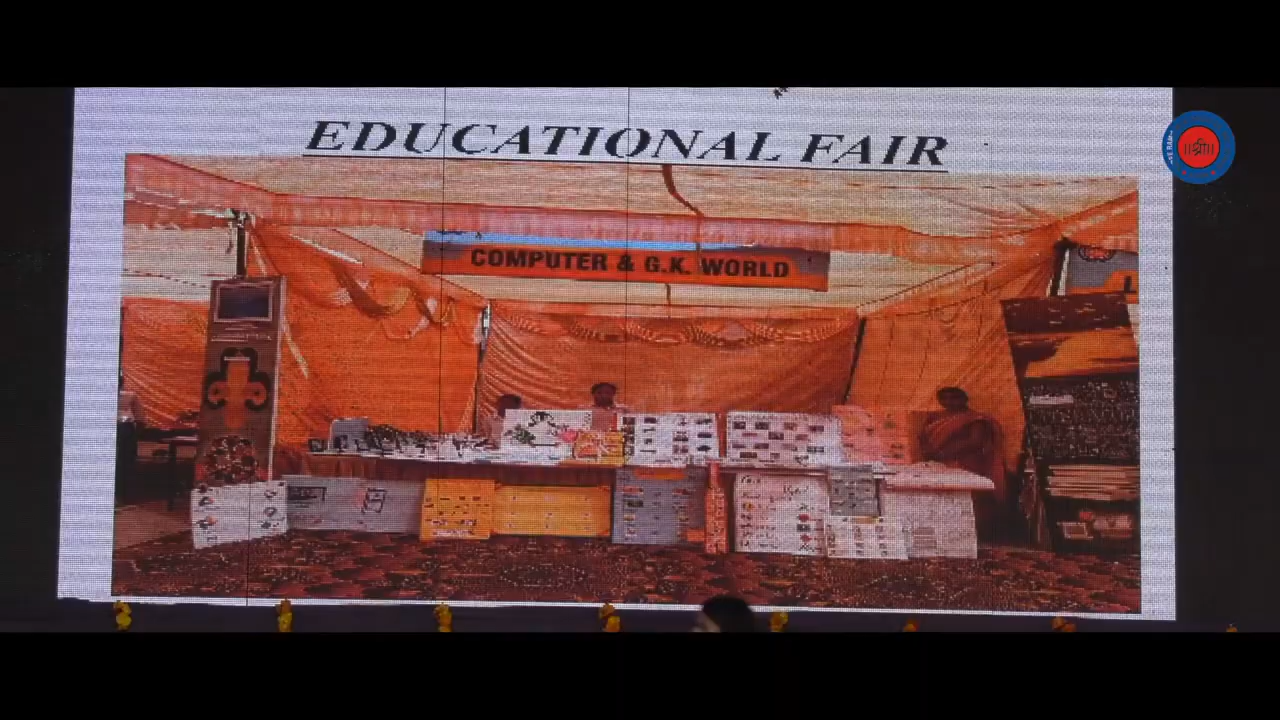 EDUCATIONAL FAIR
COMPUTER & G.K. WORLD
॥श्री॥